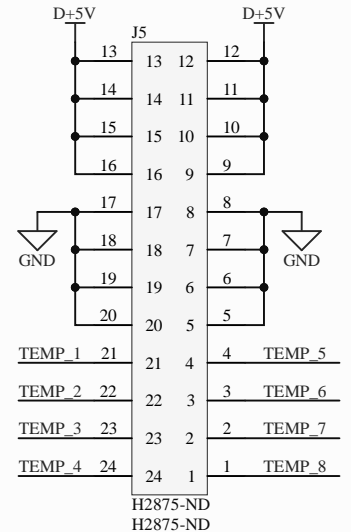 D+5V D+5V
J5
13 13 12 12
14 14 11 11
15 15 10 10
16 16 9 9
17 17 8 8
18 18 7 7
GND GND
19 19 6 6
20 20 5 5
TEMP_1 21 21 4 4 TEMP_5
TEMP_2 22 22 3 3 TEMP_6
TEMP_3 23 23 2 2 TEMP_7
TEMP_4 24 24 1 1 TEMP_8
H2875-ND
H2875-ND